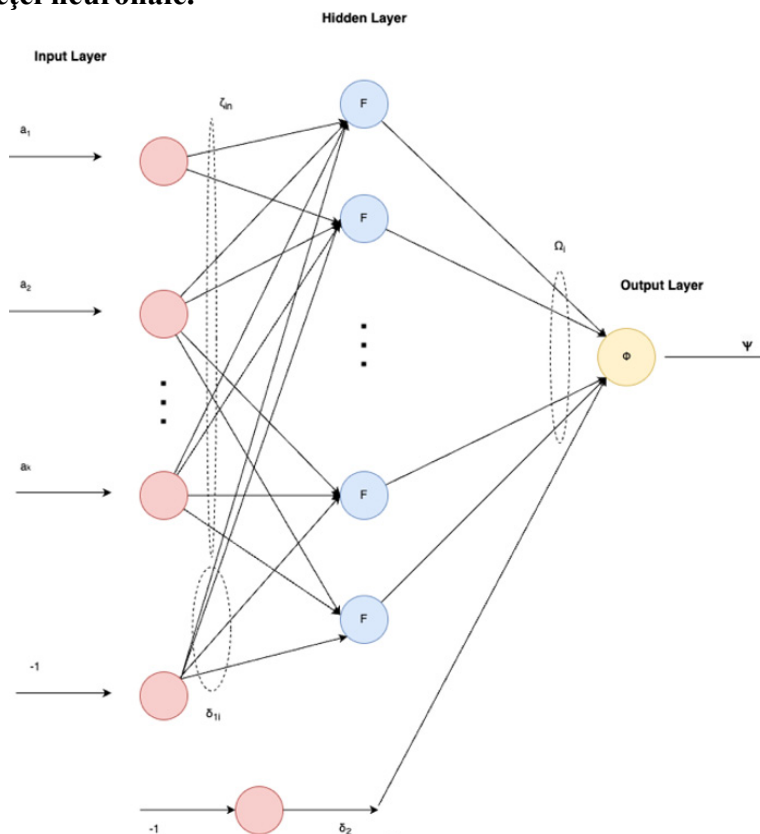 Hidden Layer
Input Layer
ζin
F
a1
F
Ωi
a2
Output Layer
Φ
Ψ
ak
F
F
-1
δ1i
-1
δ2